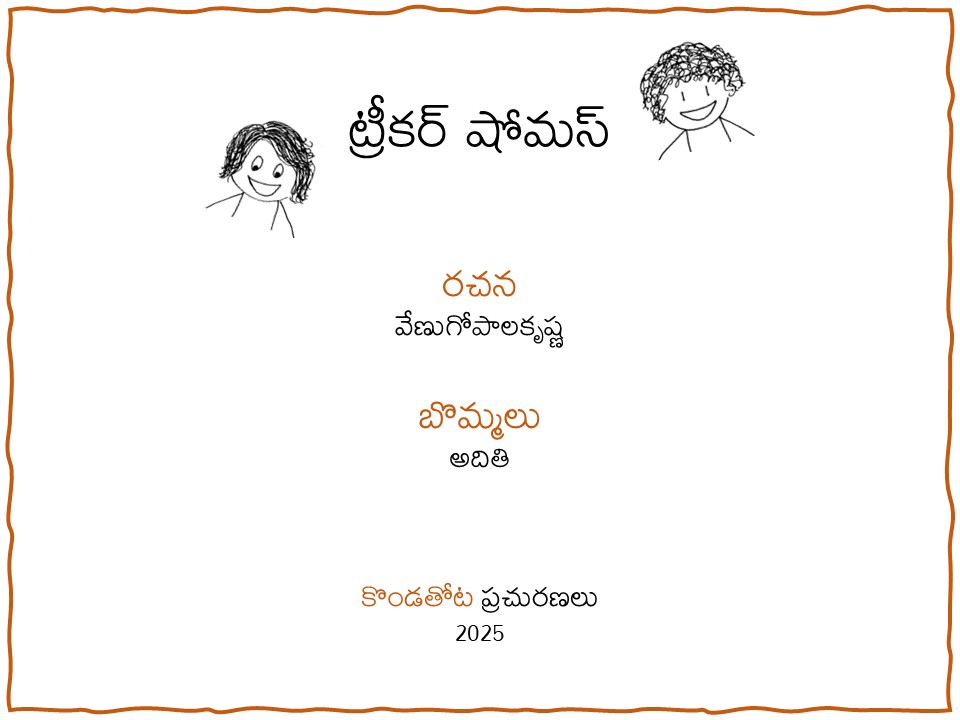 ట్రీకర్ షోమస్
రచన
వేణుగోపాలకృష్ణ
బొమ్మలు
అదితి
కొండతోట ప్రచురణలు
2025